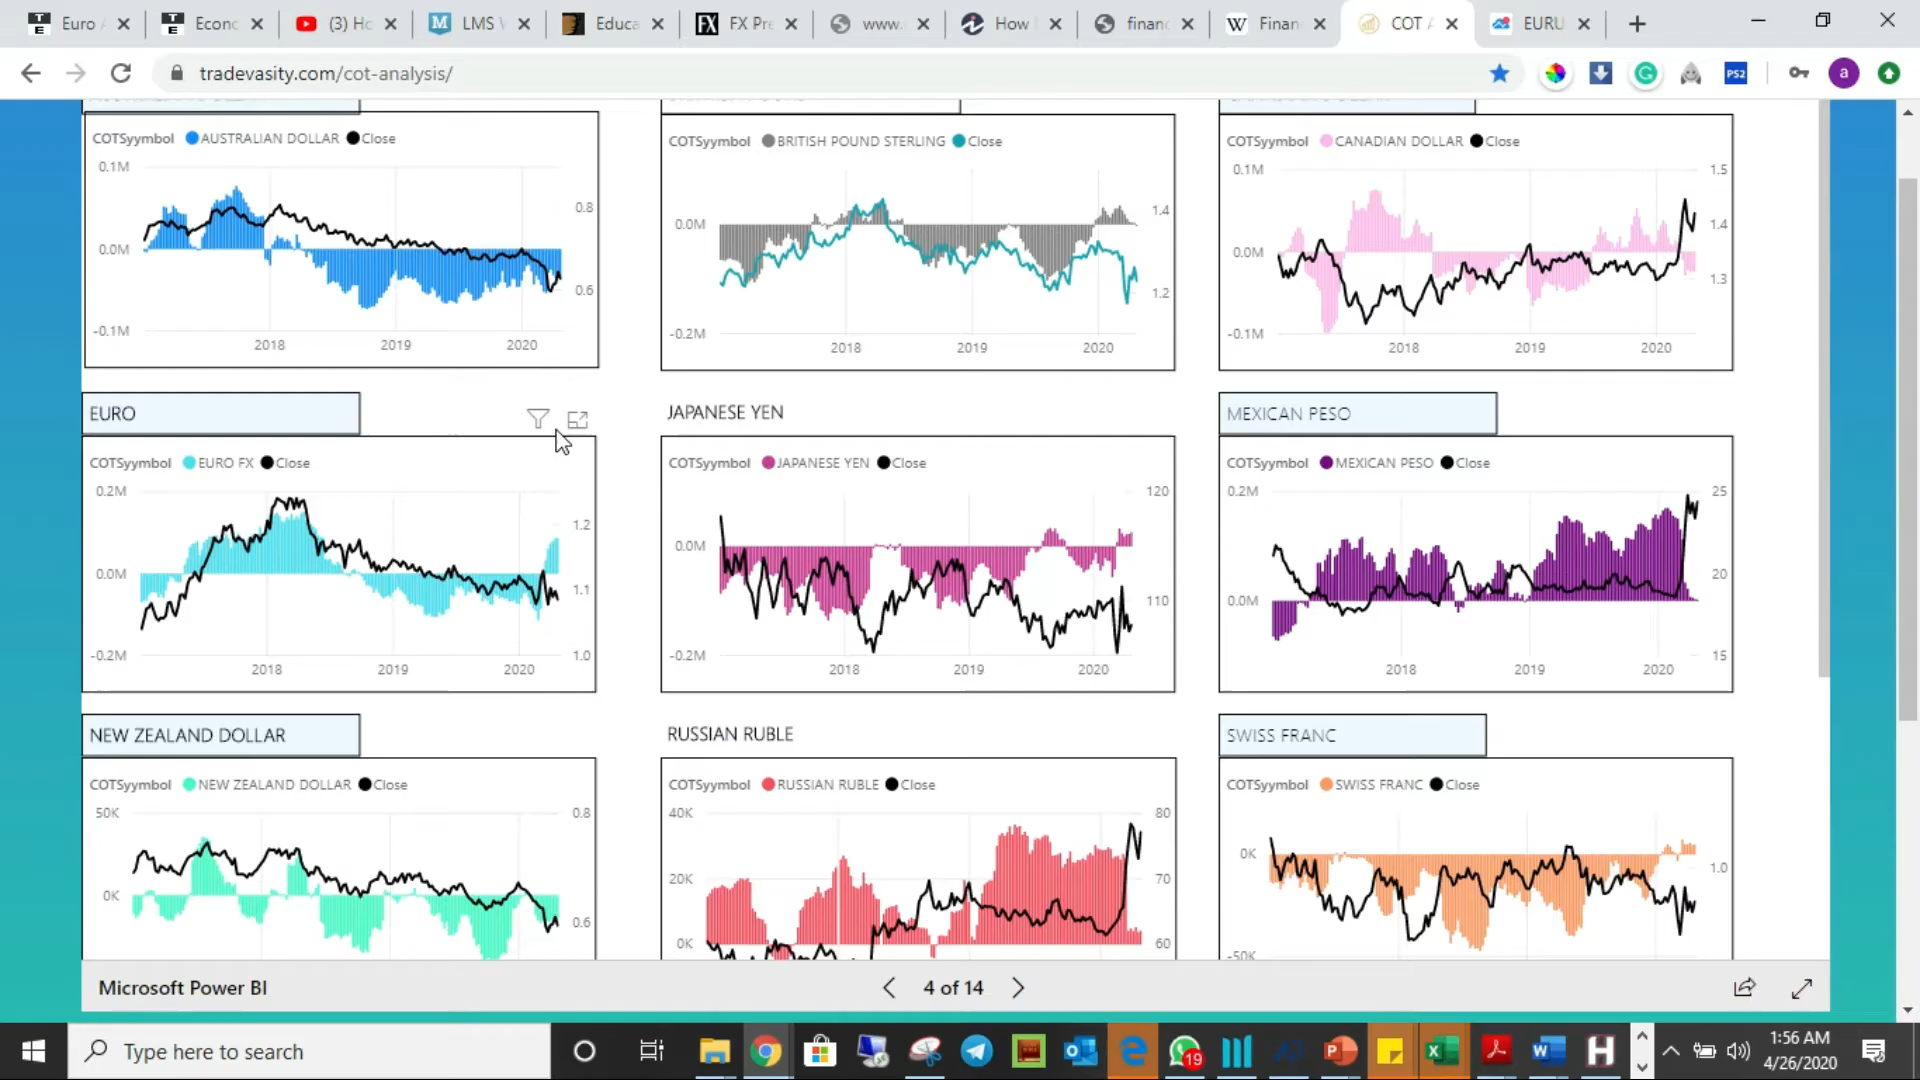 Euro
Econc
(3) Ho
LMS
Educa
FX Pre
www.
How
financ
Finan
COT
EURU
tradevasity.com/cot-analysis/
PS2
a
COTSyymbol AUSTRALIAN DOLLAR Close
0.1M
0.8
0.0M
0.6
-0.1M
2018 2019 2020
COTSyymbol BRITISH POUND STERLING Close
1.4
0.0M
1.2
-0.2M
2018 2019 2020
COTSyymbol CANADIAN DOLLAR Close
0.1M 1.5
1.4
0.0M
1.3
-0.1M
2018 2019 2020
EURO
COTSyymbol EURO FX Close
0.2M
1.2
0.0M
1.1
-0.2M 1.0
2018 2019 2020
JAPANESE YEN
COTSyymbol JAPANESE YEN Close
120
0.0M
110
-0.2M
2018 2019 2020
MEXICAN PESO
COTSyymbol MEXICAN PESO Close
0.2M 25
20
0.0M
15
2018 2019 2020
NEW ZEALAND DOLLAR
COTSyymbol NEW ZEALAND DOLLAR Close
50K 0.8
0K
0.6
RUSSIAN RUBLE
COTSyymbol RUSSIAN RUBLE Close
40K 80
20K 70
0K 60
SWISS FRANC
COTSyymbol SWISS FRANC Close
0K
1.0
-50K
Microsoft Power BI
4 of 14
Type here to search
19
1:56 AM
4/26/2020